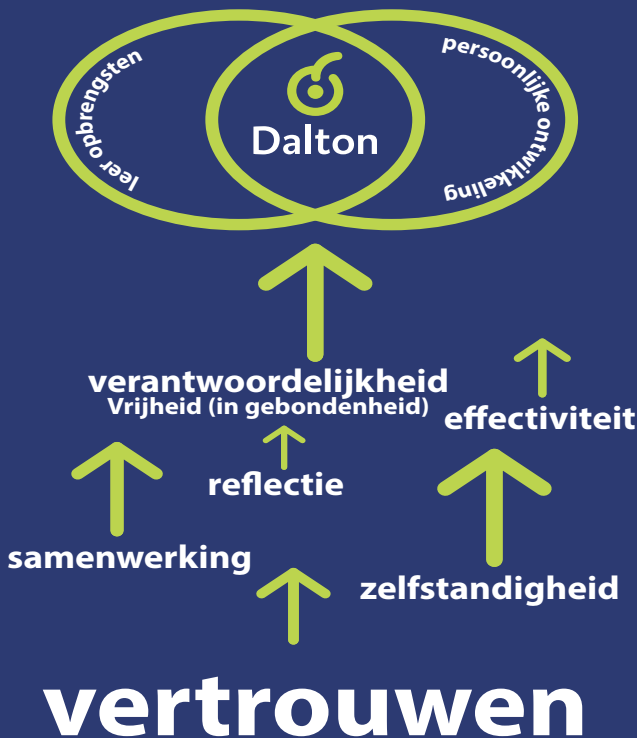 leer opbrengsten
persoonlijke ontwikkeling
Dalton
verantwoordelijkheid
Vrijheid (in gebondenheid)
effectiviteit
reflectie
samenwerking
zelfstandigheid
vertrouwen